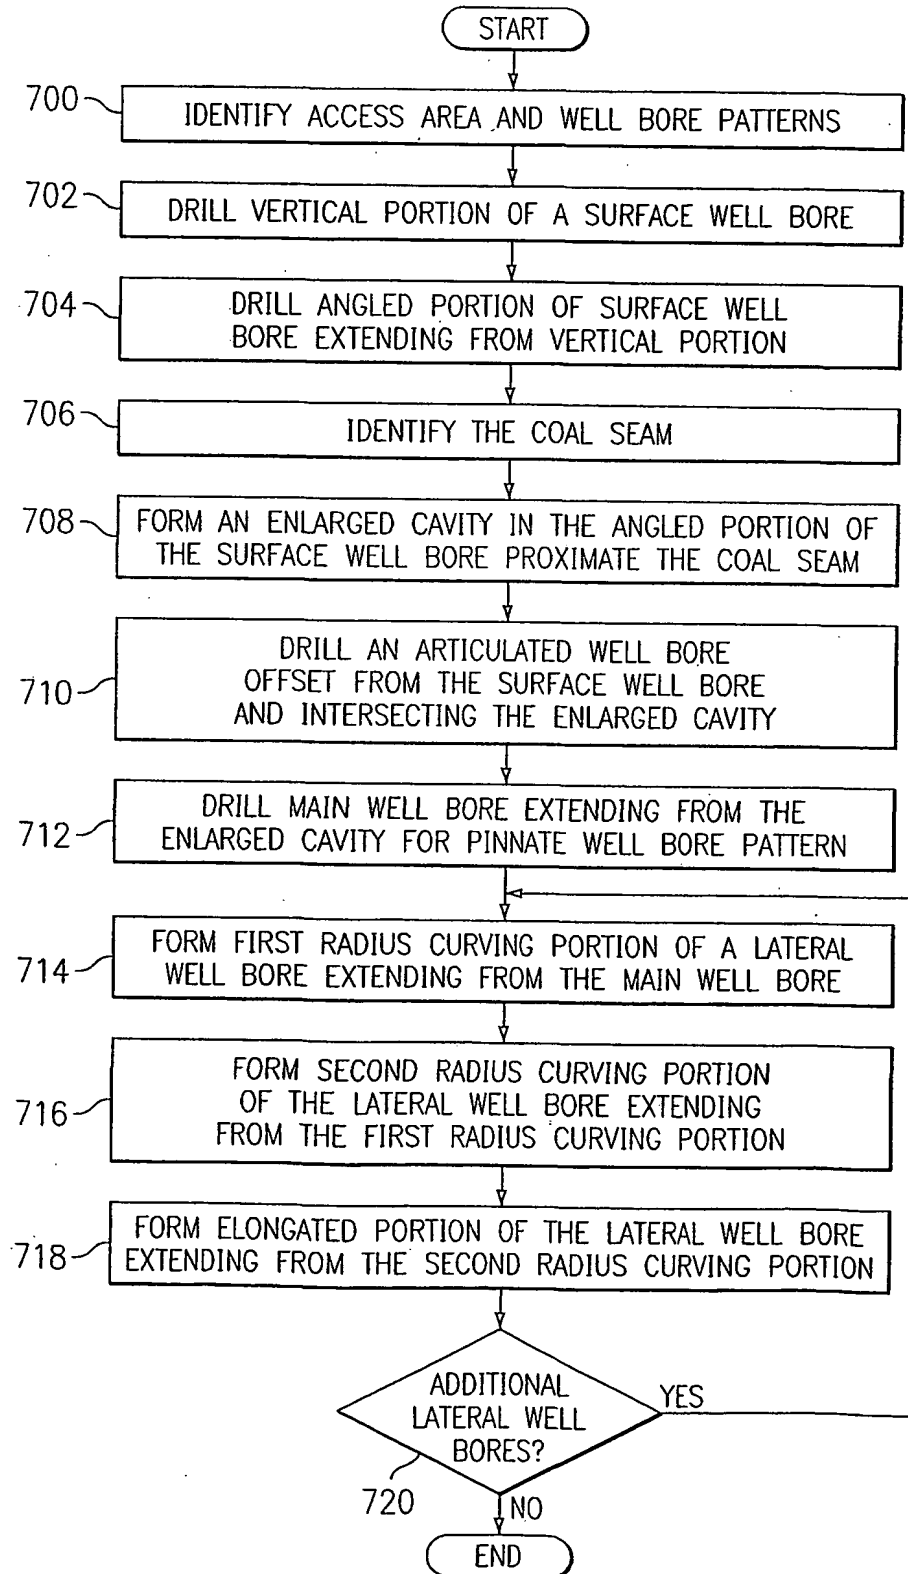 START
700
IDENTIFY ACCESS AREA AND WELL BORE PATTERNS
702
DRILL VERTICAL PORTION OF A SURFACE WELL BORE
704
DRILL ANGLED PORTION OF SURFACE WELL
BORE EXTENDING FROM VERTICAL PORTION
706
IDENTIFY THE COAL SEAM
708
FORM AN ENLARGED CAVITY IN THE ANGLED PORTION OF
THE SURFACE WELL BORE PROXIMATE THE COAL SEAM
710
DRILL AN ARTICULATED WELL BORE
OFFSET FROM THE SURFACE WELL BORE
AND INTERSECTING THE ENLARGED CAVITY
712
DRILL MAIN WELL BORE EXTENDING FROM THE
ENLARGED CAVITY FOR PINNATE WELL BORE PATTERN
714
FORM FIRST RADIUS CURVING PORTION OF A LATERAL
WELL BORE EXTENDING FROM THE MAIN WELL BORE
716
FORM SECOND RADIUS CURVING PORTION
OF THE LATERAL WELL BORE EXTENDING
FROM THE FIRST RADIUS CURVING PORTION
718
FORM ELONGATED PORTION OF THE LATERAL WELL BORE
EXTENDING FROM THE SECOND RADIUS CURVING PORTION
ADDITIONAL
LATERAL WELL
BORES?
YES
720
NO
END